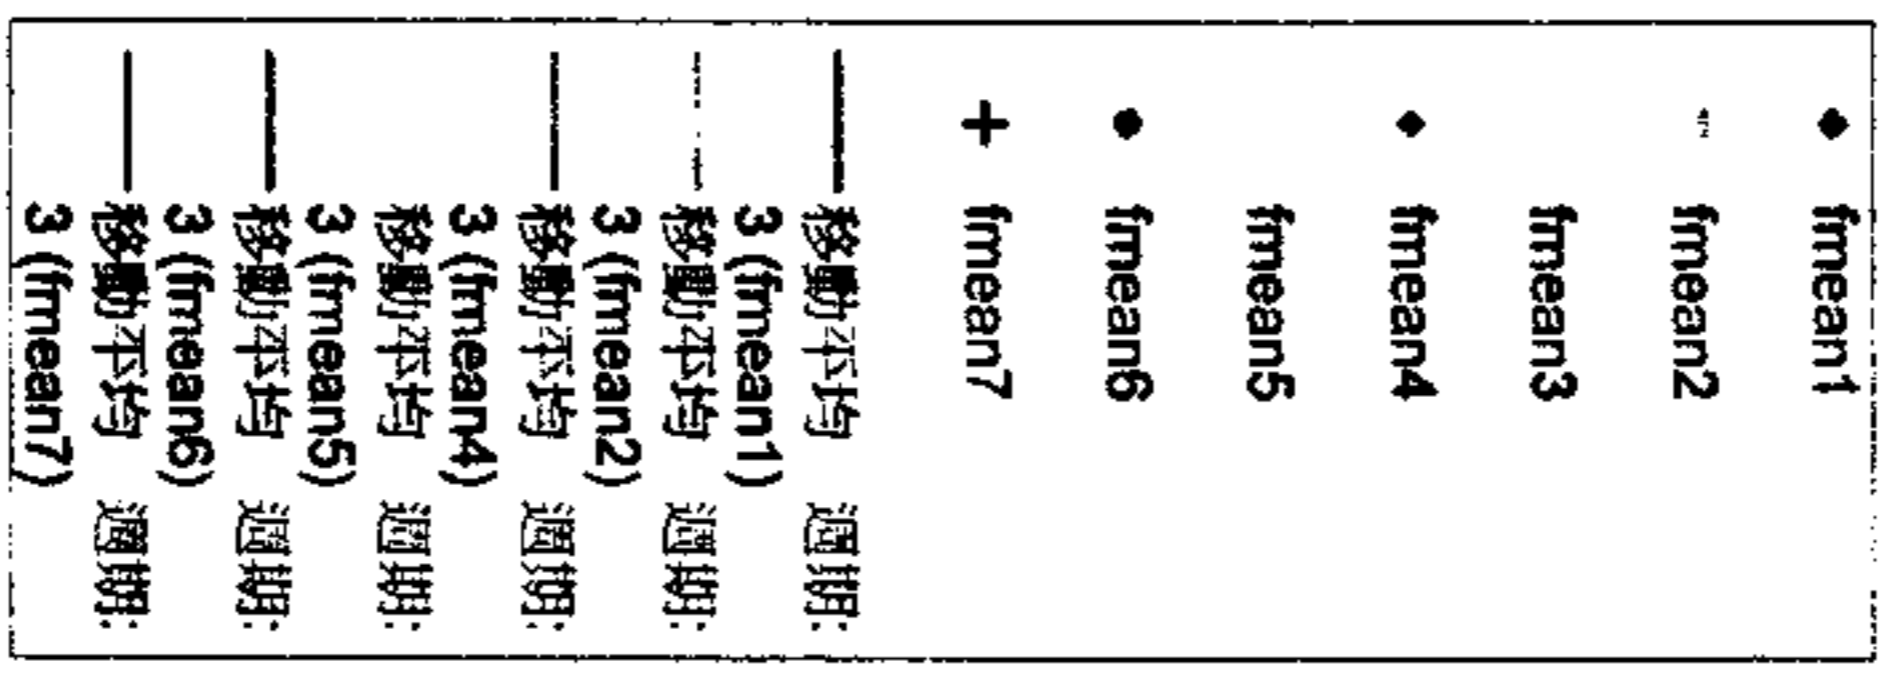 fmean1
fmean2
fmean3
fmean4
fmean5
fmean6
fmean7
移動平均 週期:
3 (fmean1)
移動平均 週期:
3 (fmean2)
移動平均 週期:
3 (fmean4)
移動平均 週期:
3 (fmean5)
移動平均 週期:
3 (fmean6)
移動平均 週期:
3 (fmean7)